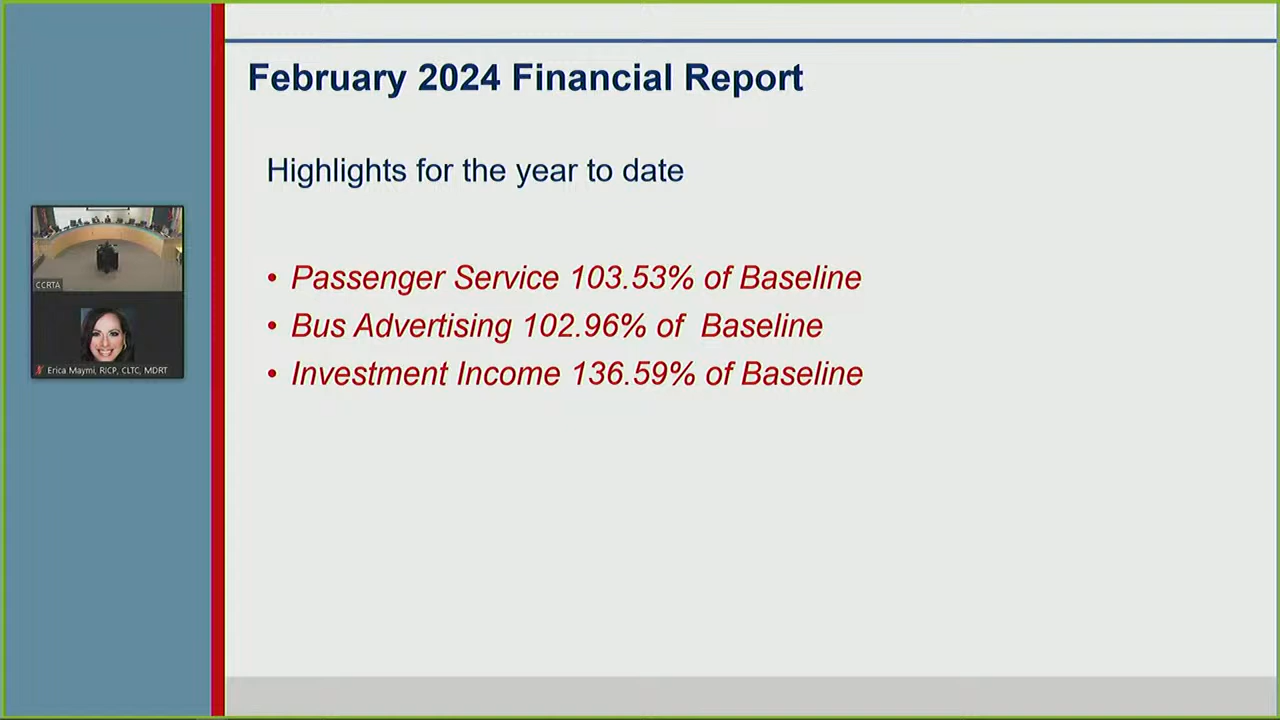 February 2024 Financial Report
Highlights for the year to date
• Passenger Service 103.53% of Baseline
• Bus Advertising 102.96% of Baseline
• Investment Income 136.59% of Baseline
CCRTA
Erica Maymi, RICP, CLTC, MDRT